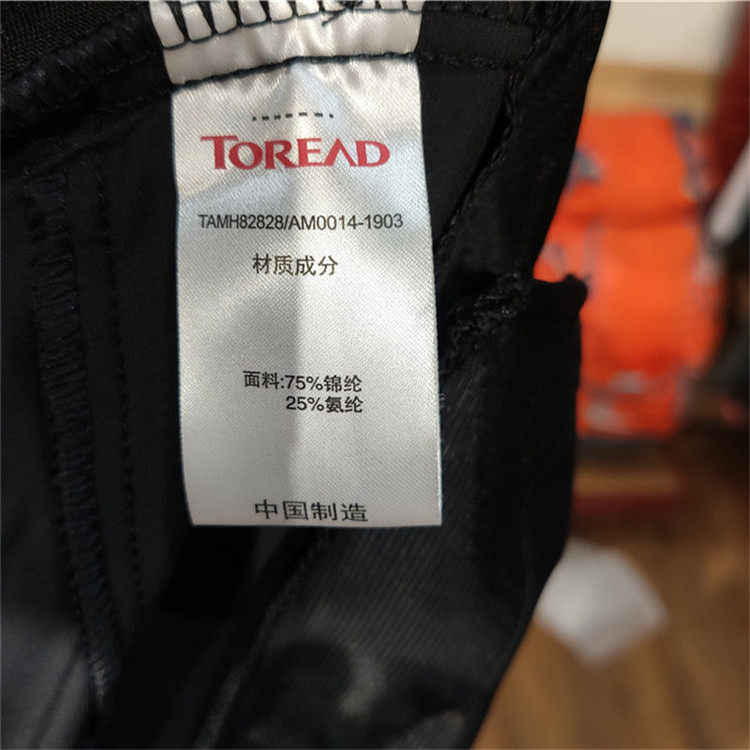 TOREAD
TAMH82828/AM0014-1903
材质成分
面料:75%锦纶
25%氨纶
中国制造